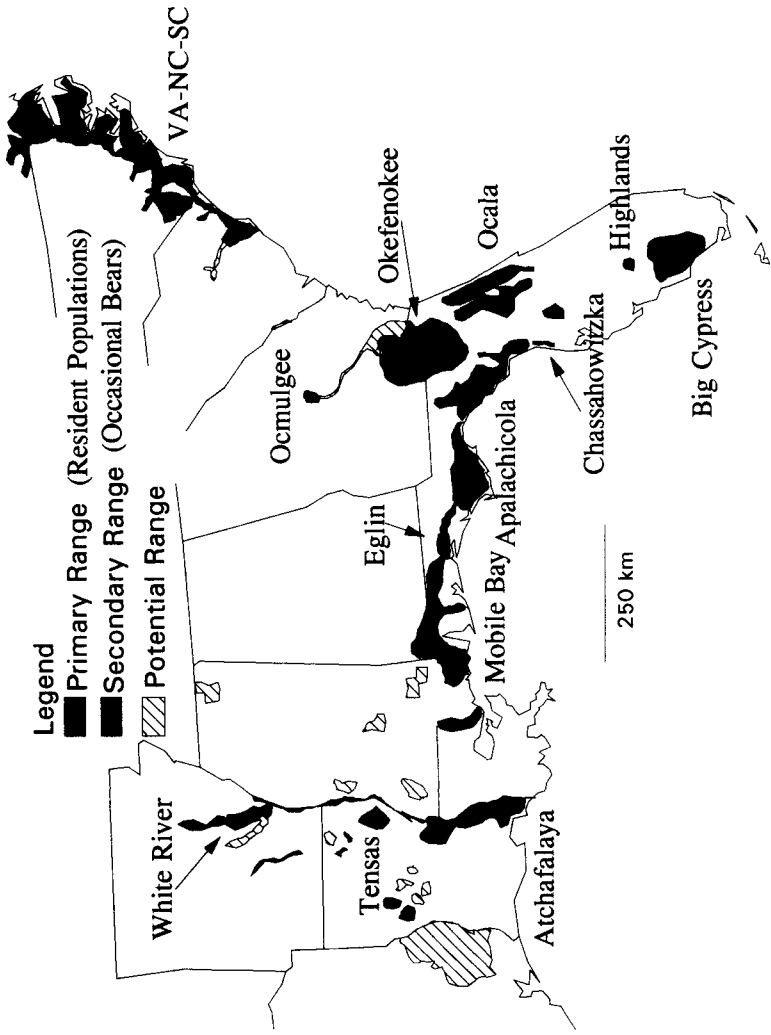 Legend
Primary Range (Resident Populations)
Secondary Range (Occasional Bears)
Potential Range
White River
Tensas
Atchafalaya
Mobile Bay
Eglin
Apalachicola
Ocmulgee
Okefenokee
Ocala
Chassahowitzka
Highlands
Big Cypress
VA-NC-SC
250 km